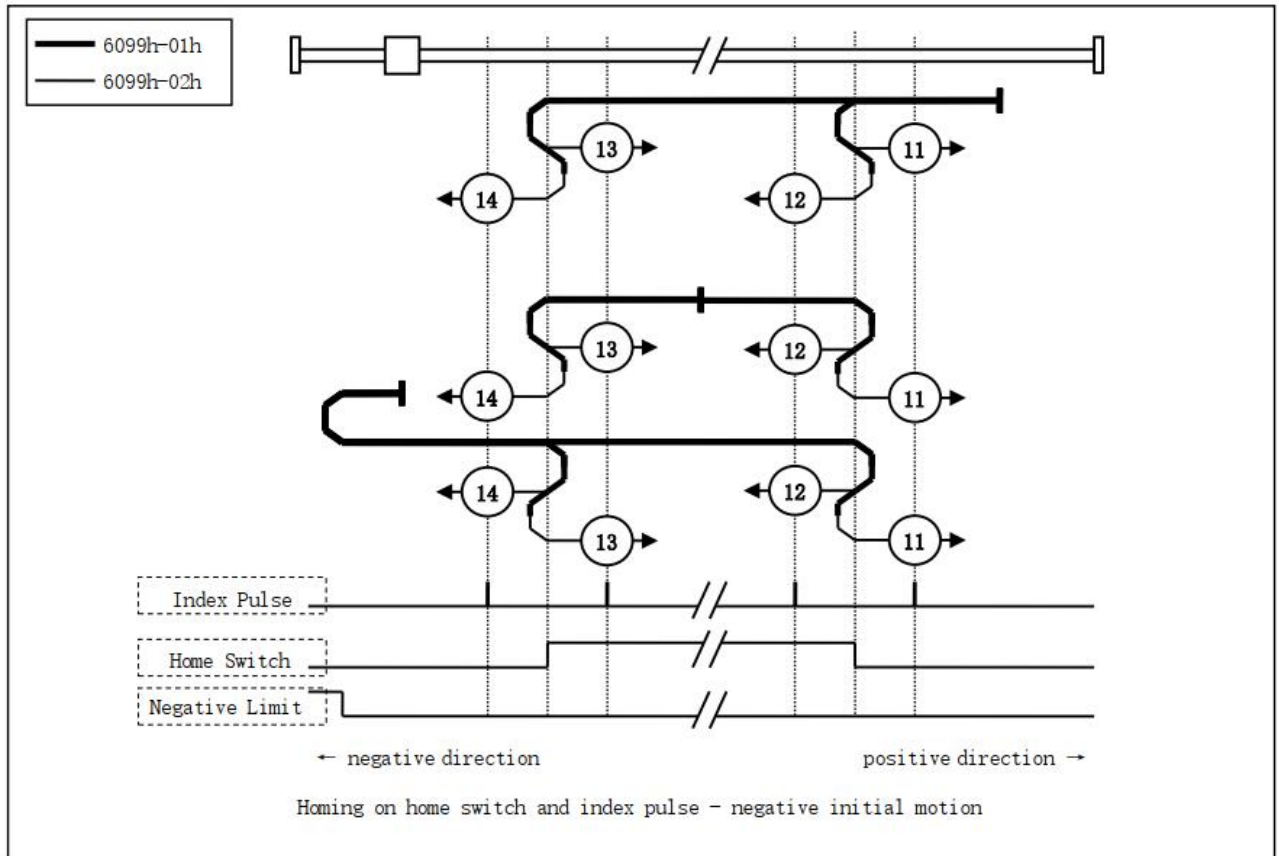 6099h-01h
6099h-02h
13
11
14
12
13
12
14
11
14
12
13
11
Index Pulse
Home Switch
Negative Limit
← negative direction
positive direction →
Homing on home switch and index pulse - negative initial motion